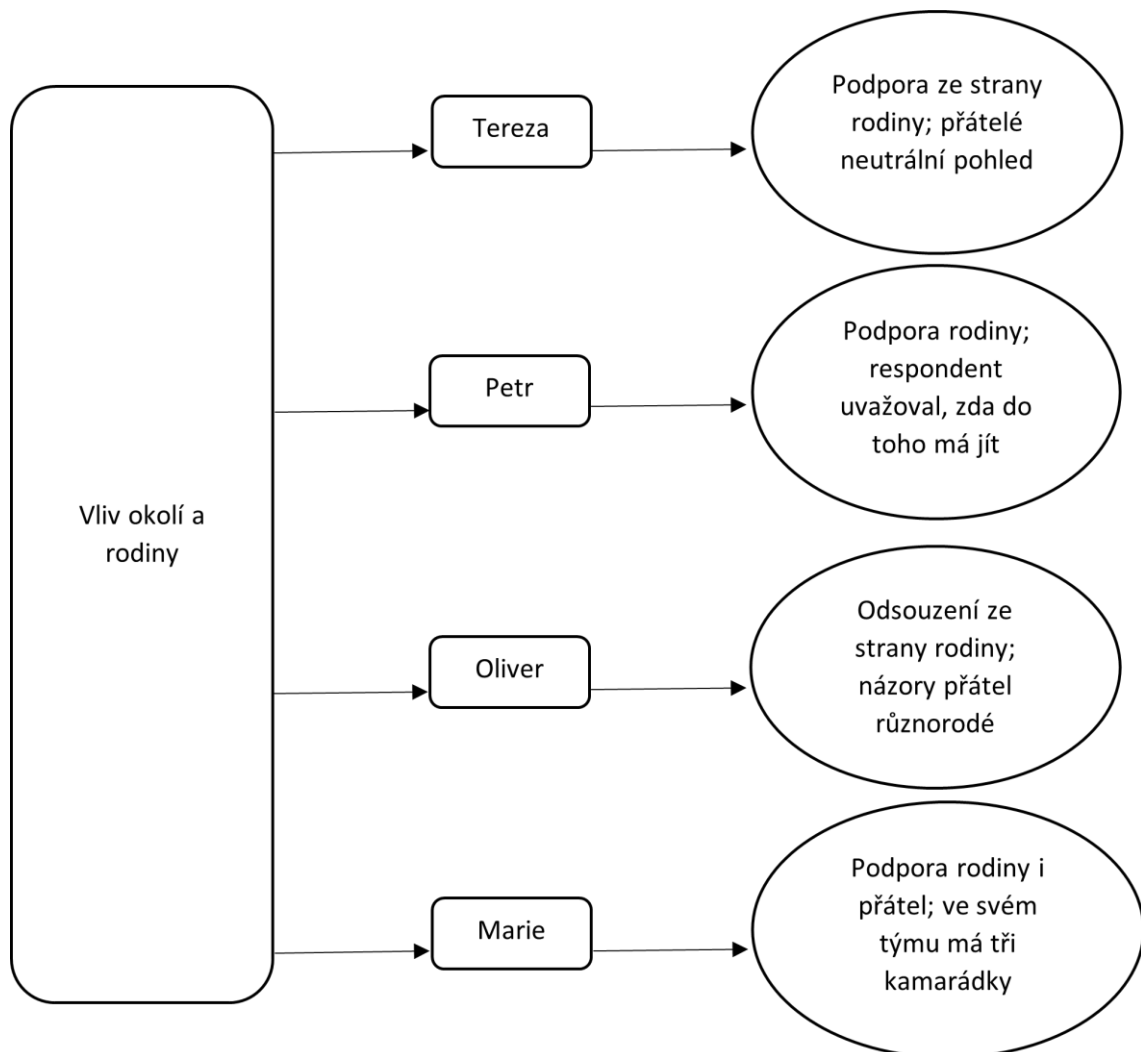 Vliv okolí a
rodiny
Tereza
Podpora ze strany
rodiny; přátelé
neutrální pohled
Petr
Podpora rodiny;
respondent
uvažoval, zda do
toho má jít
Oliver
Odsouzení ze
strany rodiny;
názory přátel
různorodé
Marie
Podpora rodiny i
přátel; ve svém
týmu má tři
kamarádky